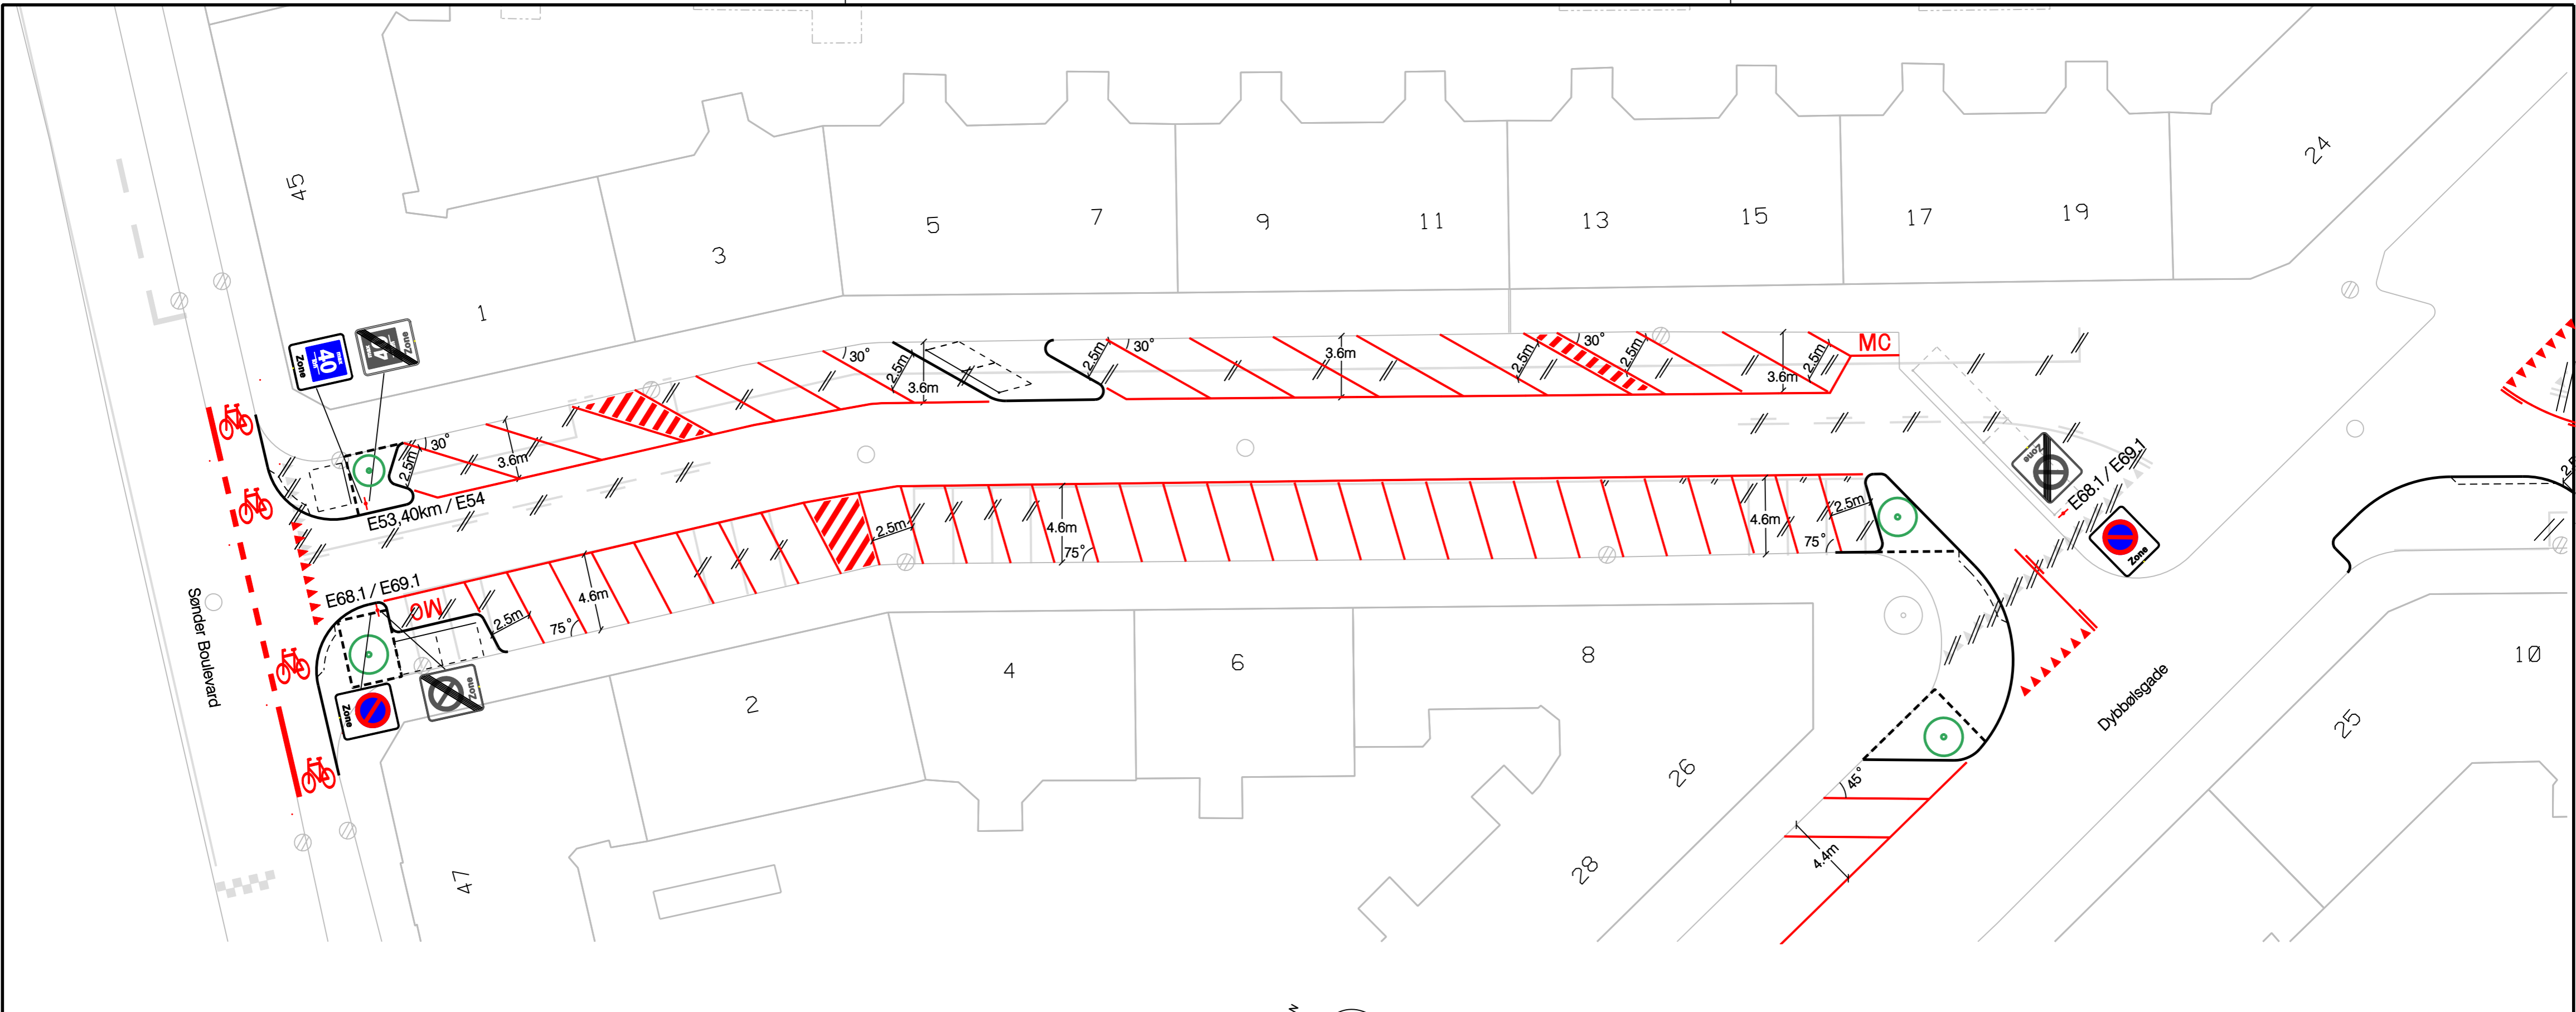 45
1
3
5
7
9
11
13
15
17
19
24
Zone
40
Zone
30°
2.5m
3.6m
30°
2.5m
3.6m
2.5m
30°
3.6m
2.5m
30°
2.5m
3.6m
2.5m
MC
E53,40km / E54
E68.1 / E69.1
MC
2.5m
75°
4.6m
2.5m
4.6m
75°
4.6m
75°
2.5m
Zone
E68.1 / E69.1
Zone
Zone
Zone
Sønder Boulevard
47
2
4
6
8
26
28
45°
4.4m
Dybbølsgade
25
10
N